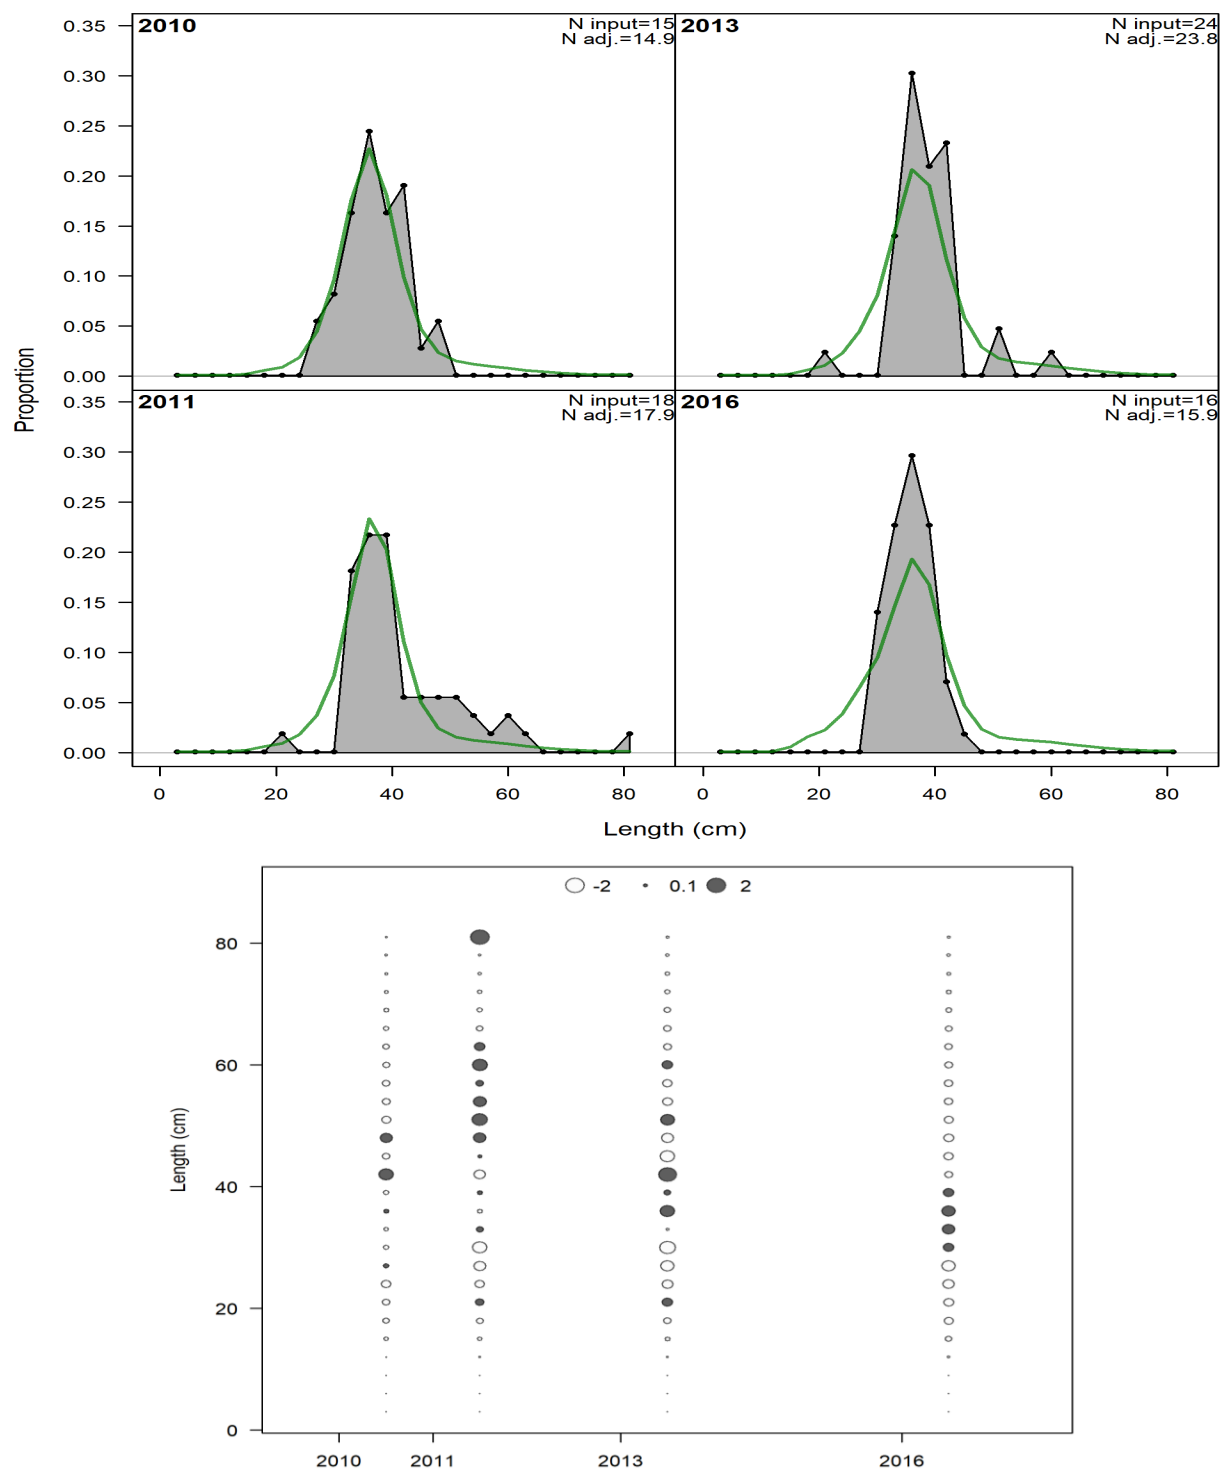 2010
N input=15
N adj.=14.9
2013
N input=24
N adj.=23.8
0.35
0.30
0.25
0.20
0.15
0.10
0.05
0.00
Proportion
2011
N input=18
N adj.=17.9
2016
N input=16
N adj.=15.9
0.35
0.30
0.25
0.20
0.15
0.10
0.05
0.00
0 20 40 60 80 0 20 40 60 80
Length (cm)
-2 0.1 2
80
60
40
20
0
Length (cm)
2010 2011 2013 2016